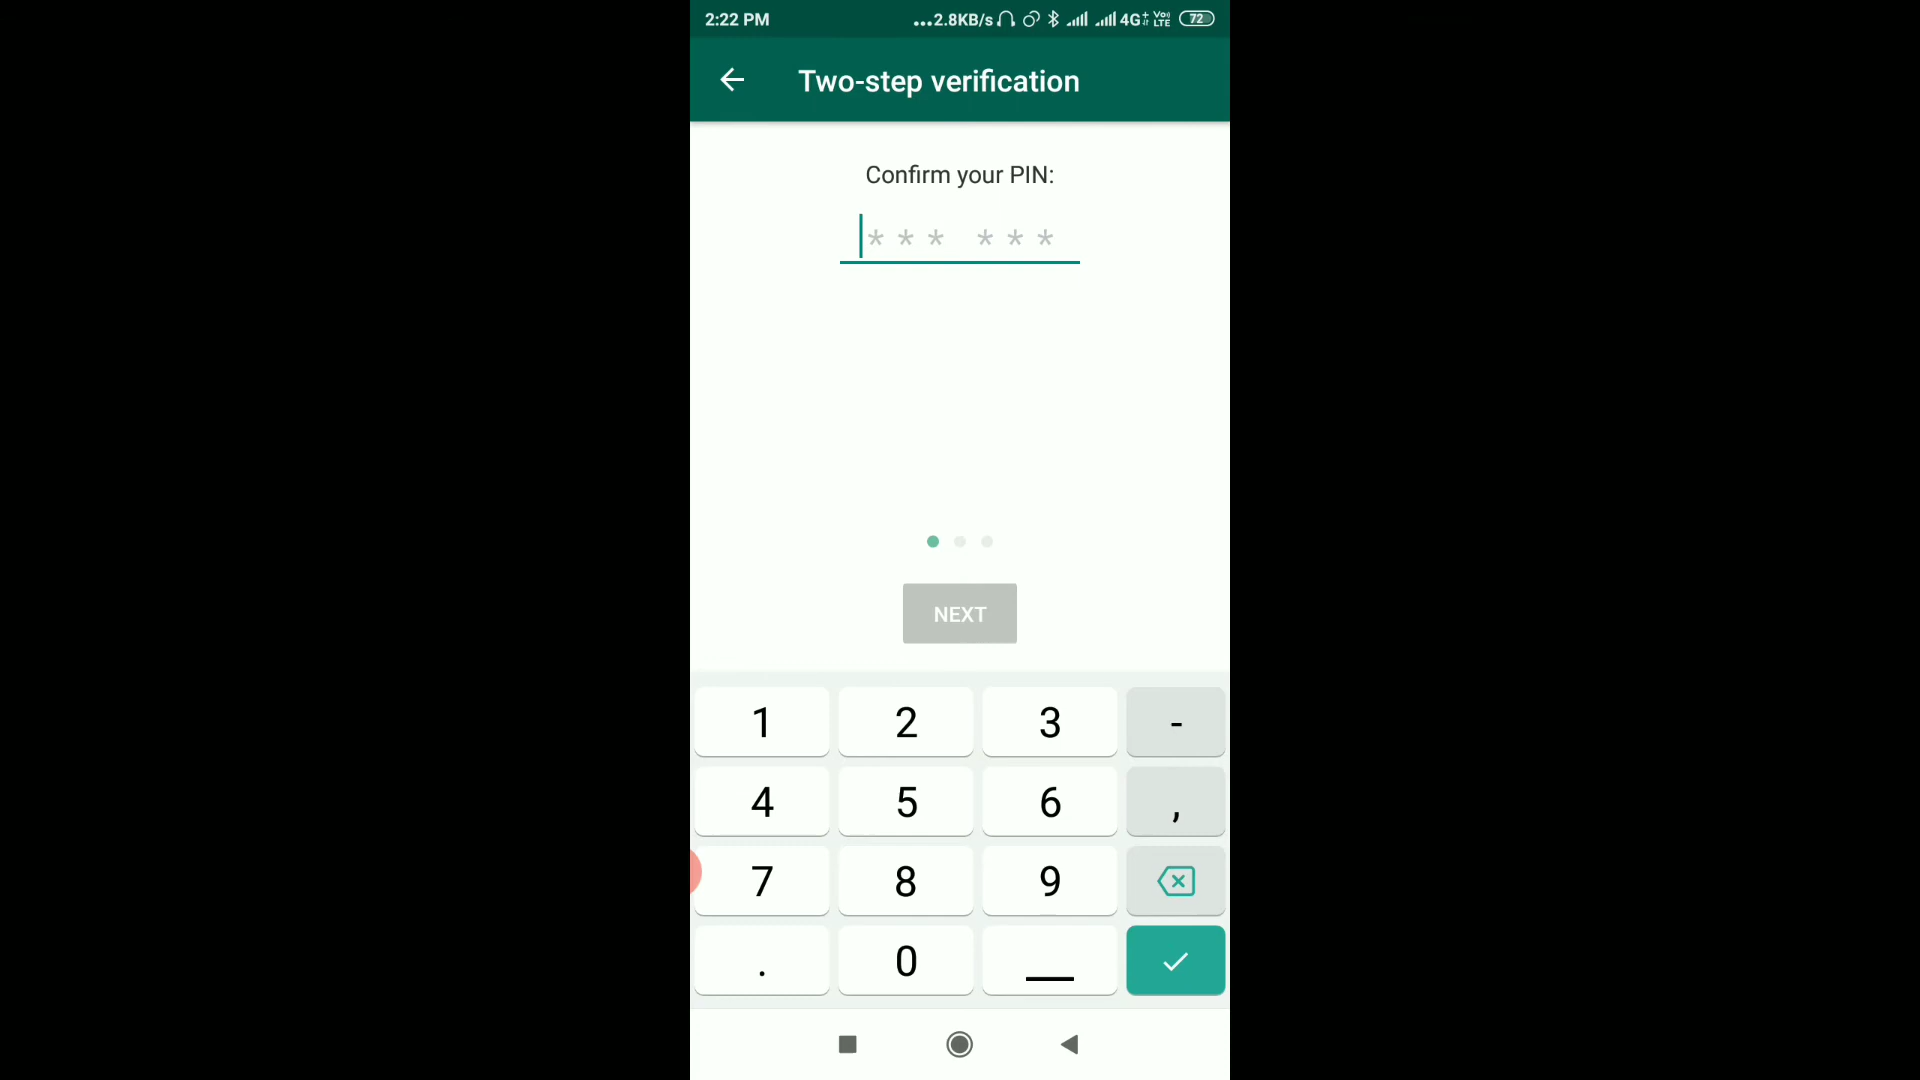 2:22 PM ...2.8KB/s 4G+ VoLTE 72
Two-step verification
Confirm your PIN:
* * * * * *
NEXT
1 2 3 -
4 5 6 ,
7 8 9
. 0